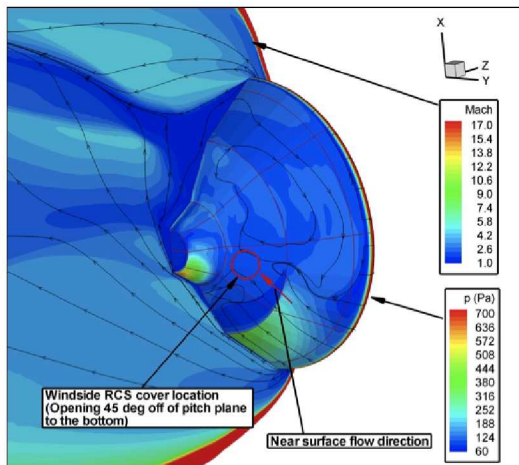 X
Z
Y
Mach
17.0
15.4
13.8
12.2
10.6
9.0
7.4
5.8
4.2
2.6
1.0
p (Pa)
700
636
572
508
444
380
316
252
188
124
60
Windside RCS cover location
(Opening 45 deg off of pitch plane
to the bottom)
Near surface flow direction